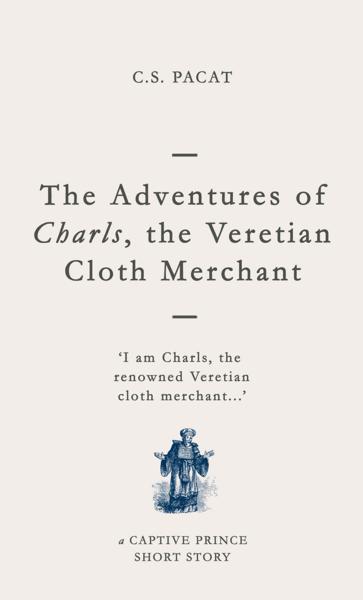 C.S. PACAT
The Adventures of
Charls, the Veretian
Cloth Merchant
‘I am Charls, the
renowned Veretian
cloth merchant...’
a CAPTIVE PRINCE
SHORT STORY